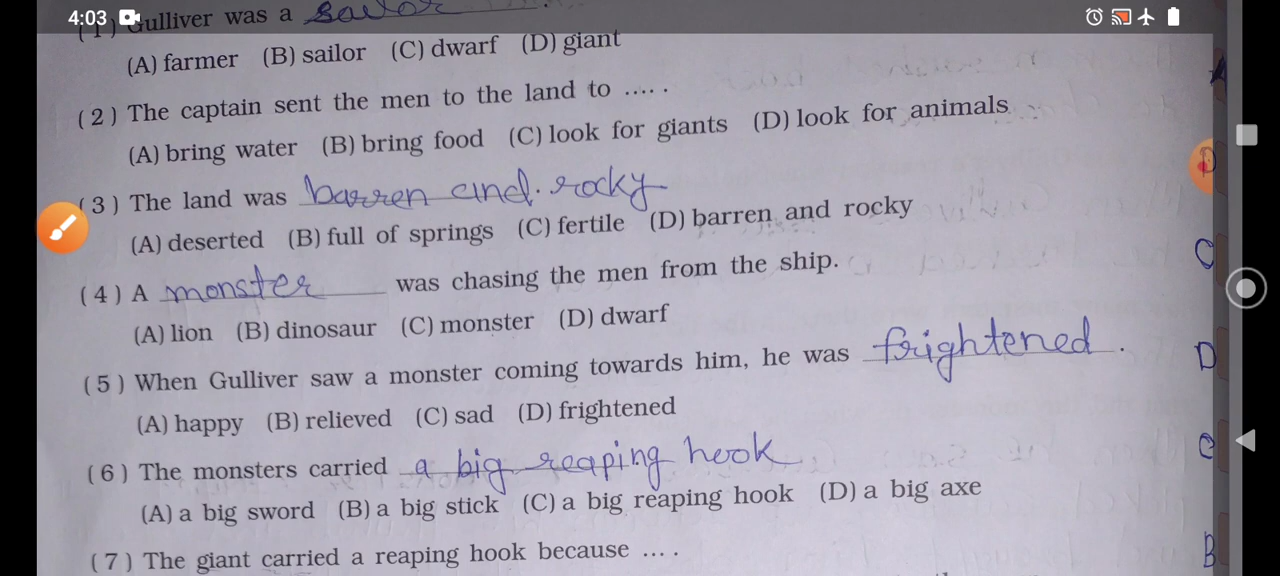 4:03
(1) Gulliver was a sailor.
(A) farmer (B) sailor (C) dwarf (D) giant
(2) The captain sent the men to the land to .....
(A) bring water (B) bring food (C) look for giants (D) look for animals
D
(3) The land was barren and. rocky
(A) deserted (B) full of springs (C) fertile (D) barren and rocky
C
(4) A monster was chasing the men from the ship.
(A) lion (B) dinosaur (C) monster (D) dwarf
D
(5) When Gulliver saw a monster coming towards him, he was frightened.
(A) happy (B) relieved (C) sad (D) frightened
C
(6) The monsters carried a big reaping hook
(A) a big sword (B) a big stick (C) a big reaping hook (D) a big axe
B
(7) The giant carried a reaping hook because ....